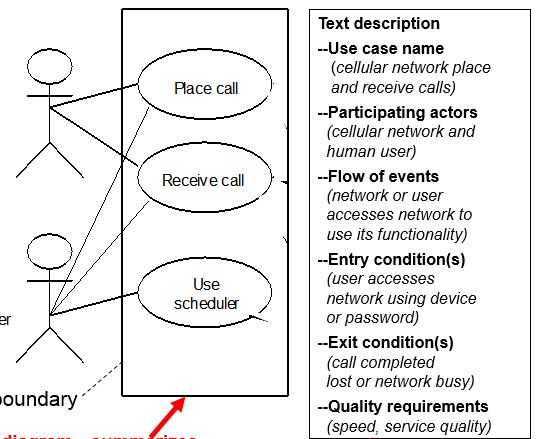 Place call
Receive call
Use
scheduler
er
boundary
diagram summarizes
Text description
--Use case name
(cellular network place
and receive calls)
--Participating actors
(cellular network and
human user)
--Flow of events
(network or user
accesses network to
use its functionality)
--Entry condition(s)
(user accesses
network using device
or password)
--Exit condition(s)
(call completed
lost or network busy)
--Quality requirements
(speed, service quality)